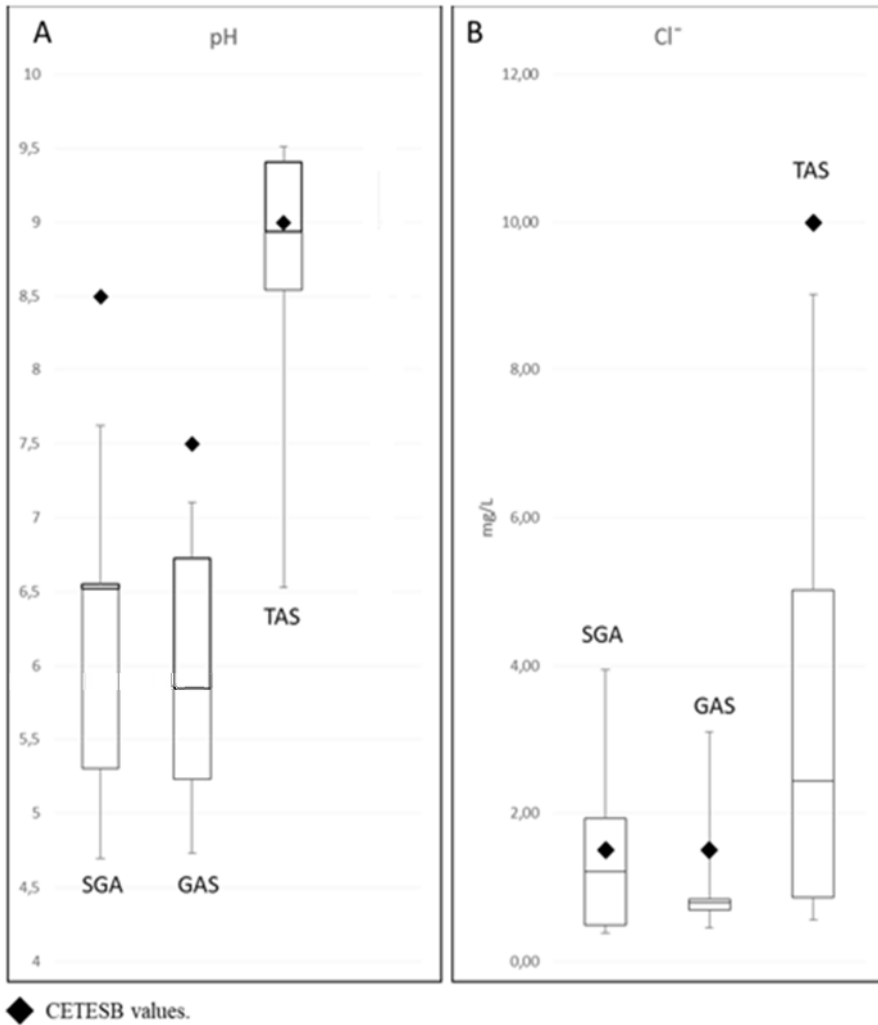 A
pH
10
9,5
9
8,5
8
7,5
7
6,5
6
5,5
5
4,5
4
SGA
GAS
TAS
B
Cl⁻
12,00
10,00
8,00
6,00
4,00
2,00
0,00
mg/L
SGA
GAS
TAS
CETESB values.